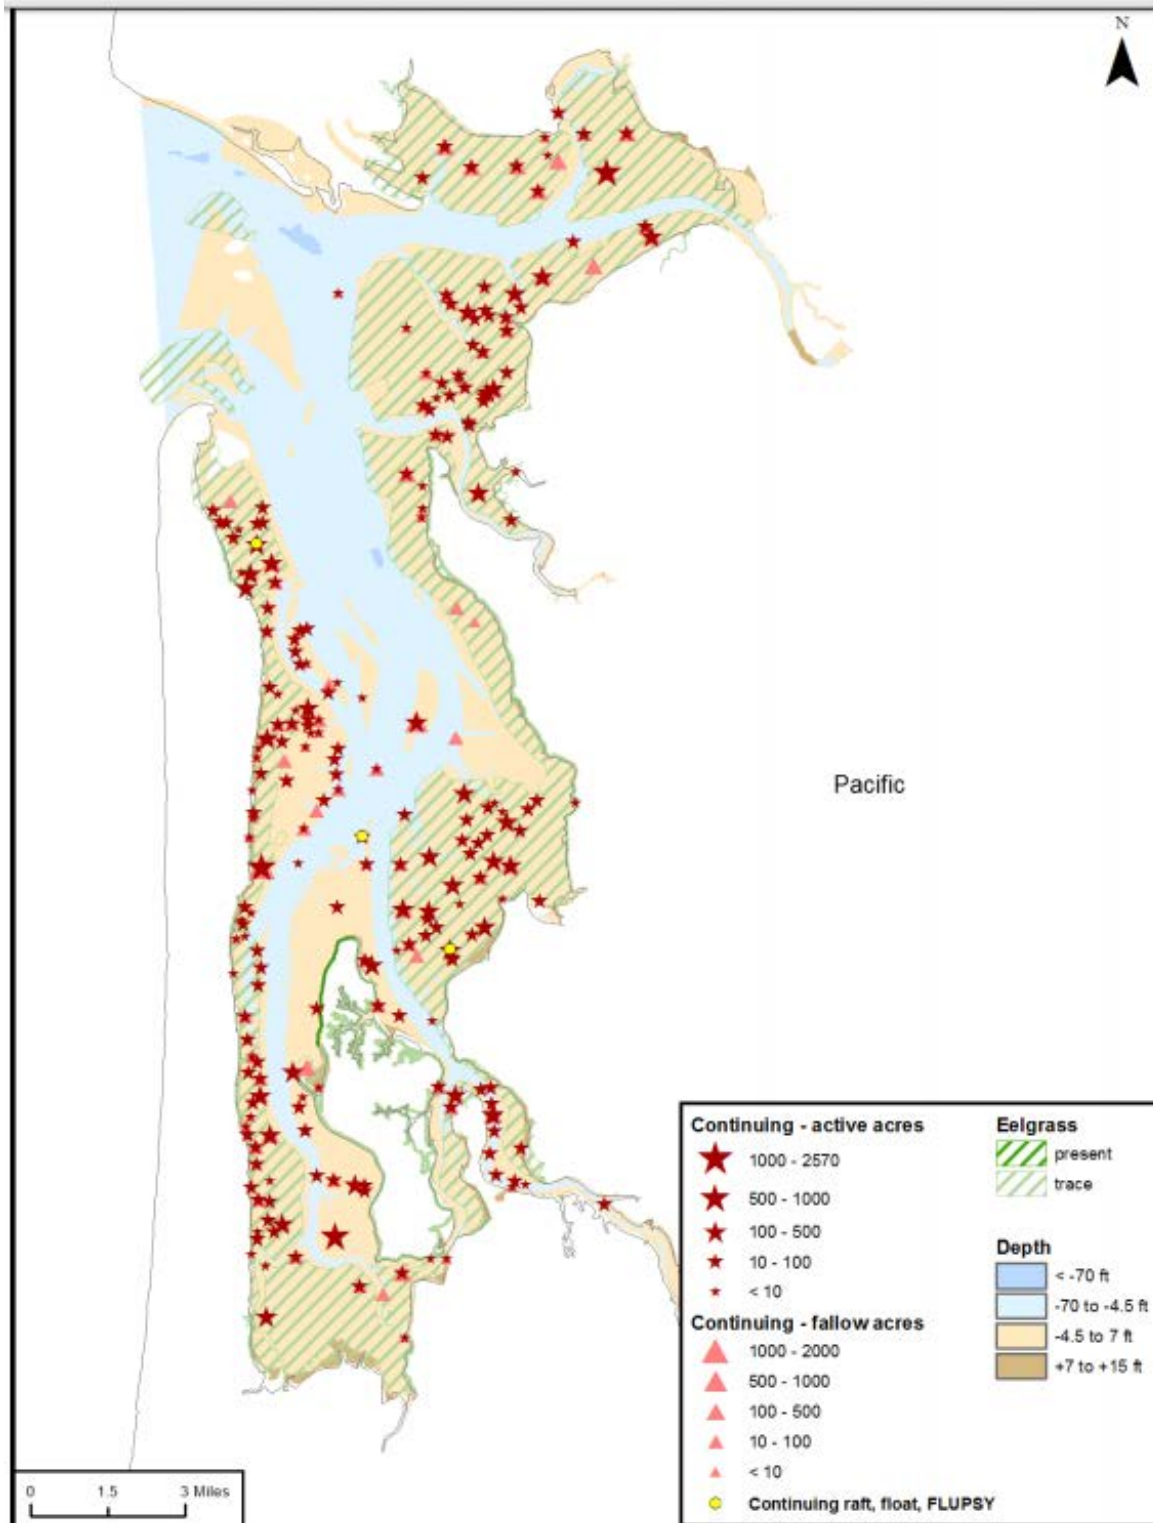 N
Pacific
Continuing - active acres
1000 - 2570
500 - 1000
100 - 500
10 - 100
< 10
Continuing - fallow acres
1000 - 2000
500 - 1000
100 - 500
10 - 100
< 10
Continuing raft, float, FLUPSY
Eelgrass
present
trace
Depth
< -70 ft
-70 to -4.5 ft
-4.5 to 7 ft
+7 to +15 ft
0 1.5 3 Miles